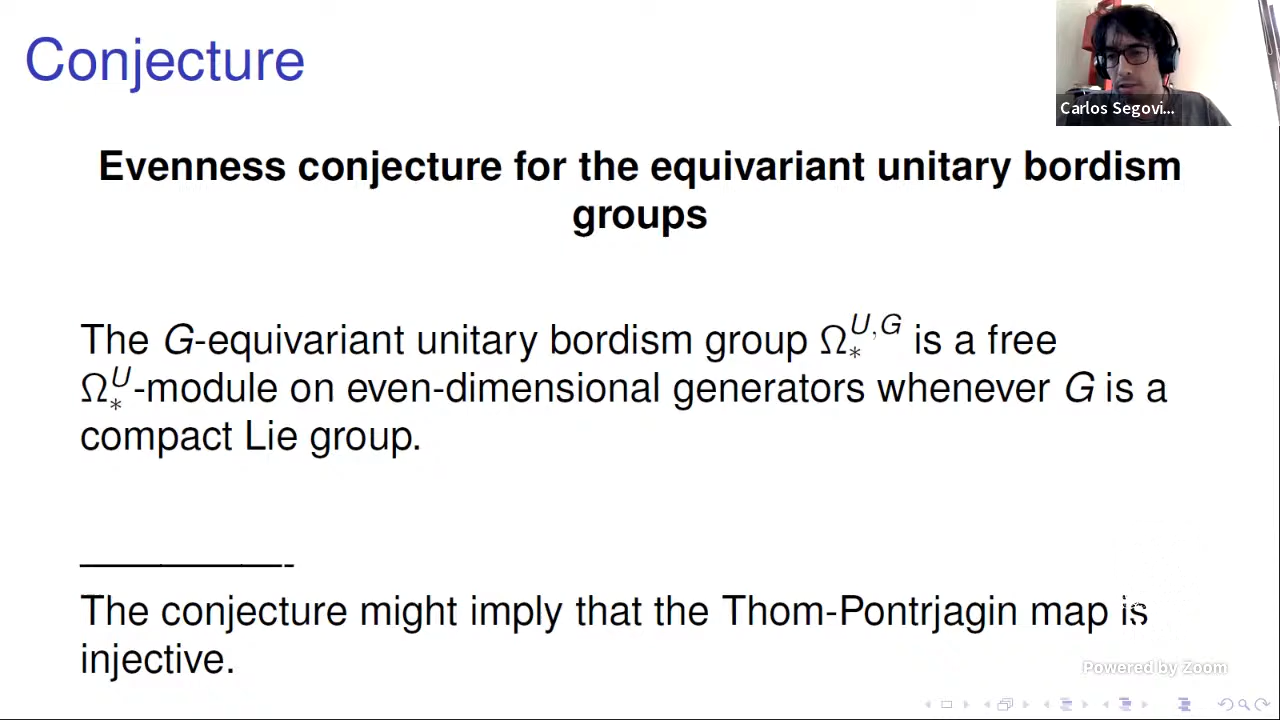 Conjecture
Carlos Segovi...
Evenness conjecture for the equivariant unitary bordism
groups
The G-equivariant unitary bordism group Ω_*^{U,G} is a free
Ω_*^U-module on even-dimensional generators whenever G is a
compact Lie group.
The conjecture might imply that the Thom-Pontrjagin map is
injective.
Powered by Zoom